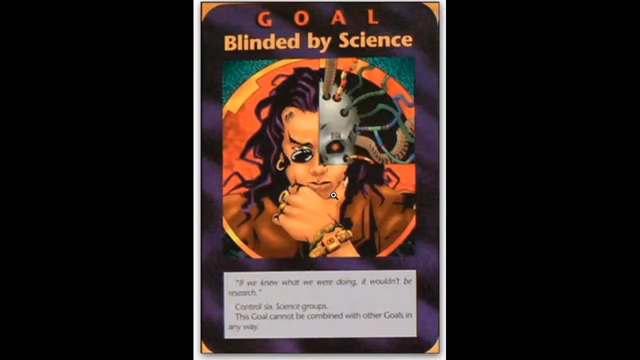 GOAL
Blinded by Science
"If we knew what we were doing, it wouldn't be
research."
Control six Science groups.
This Goal cannot be combined with other Goals in
any way.